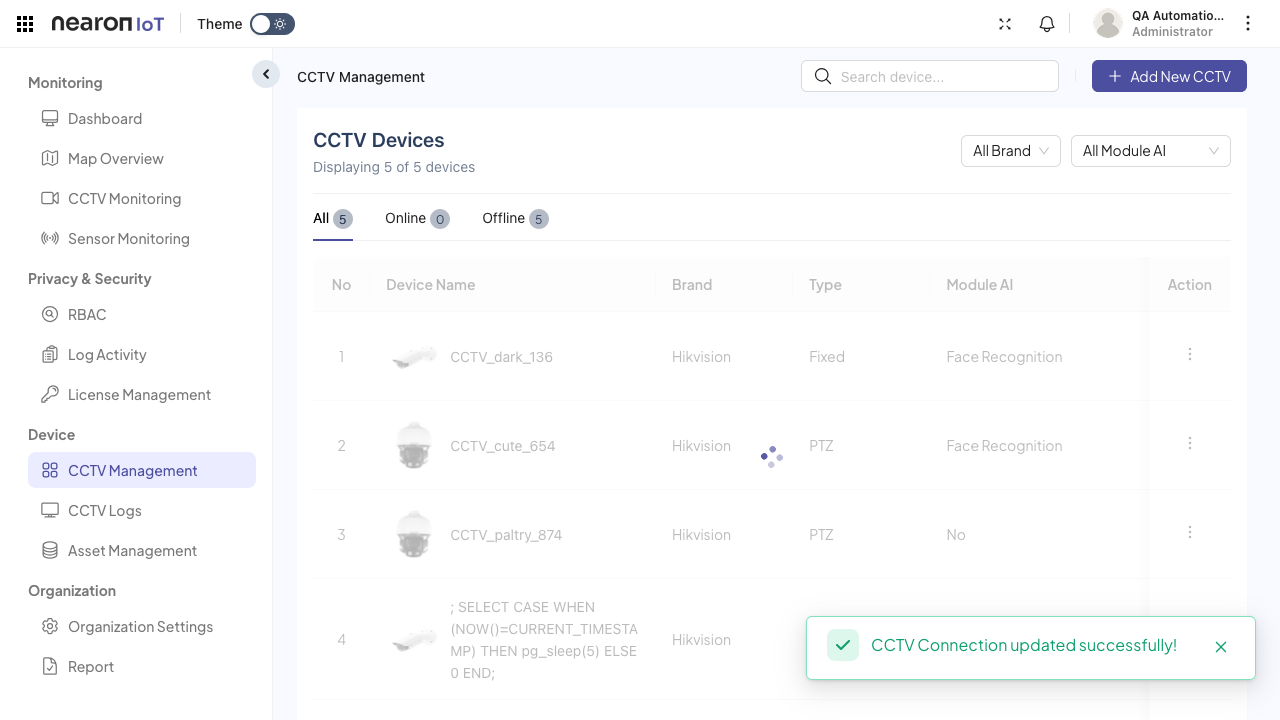 nearon IoT
Theme
QA Automatio...
Administrator
Monitoring
Dashboard
Map Overview
CCTV Monitoring
Sensor Monitoring
Privacy & Security
RBAC
Log Activity
License Management
Device
CCTV Management
CCTV Logs
Asset Management
Organization
Organization Settings
Report
CCTV Management
Search device...
Add New CCTV
CCTV Devices
Displaying 5 of 5 devices
All Brand
All Module AI
All 5
Online 0
Offline 5
No Device Name Brand Type Module AI Action
1 CCTV_dark_136 Hikvision Fixed Face Recognition
2 CCTV_cute_654 Hikvision PTZ Face Recognition
3 CCTV_paltry_874 Hikvision PTZ No
; SELECT CASE WHEN
(NOW()=CURRENT_TIMESTA
4 Hikvision
MP) THEN pg_sleep(5) ELSE
0 END;
CCTV Connection updated successfully!